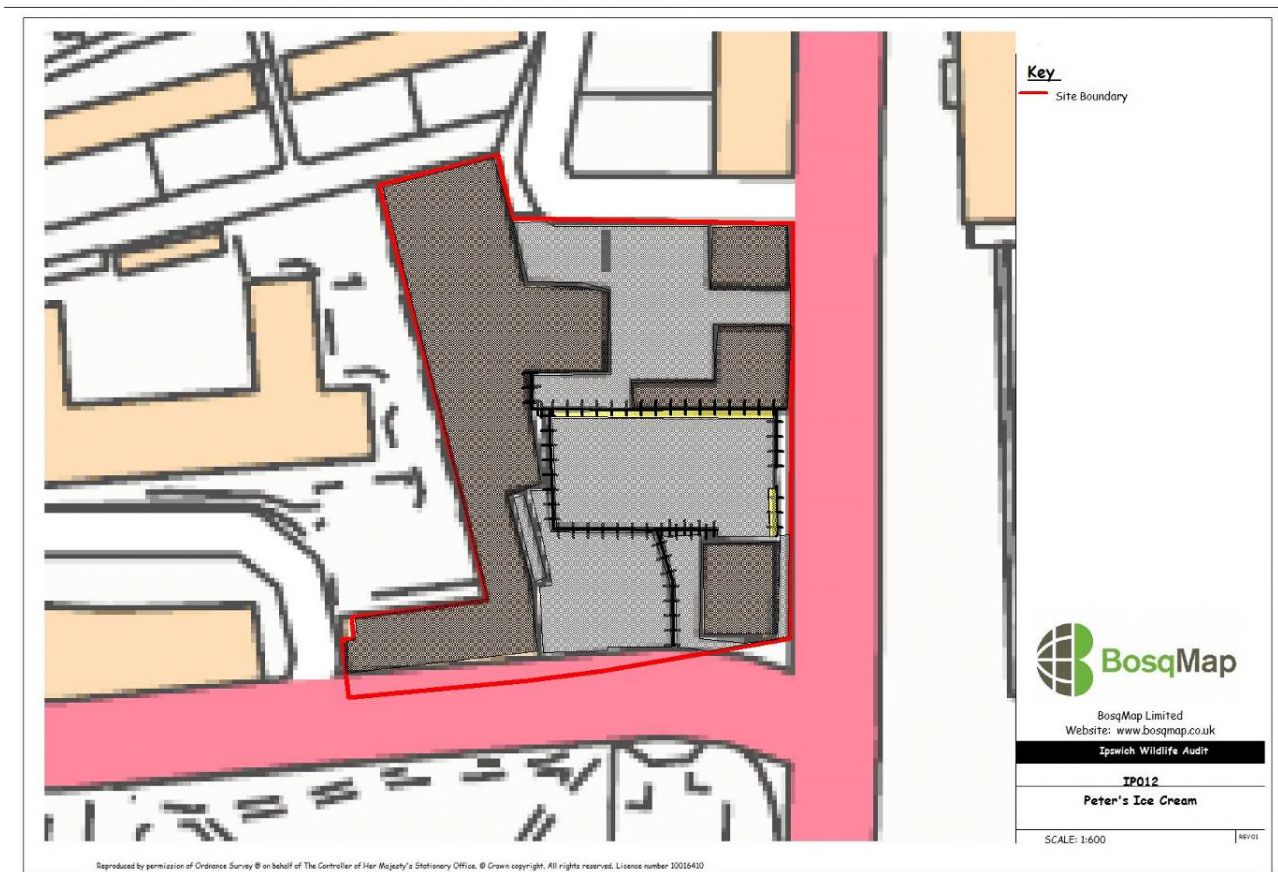 Key
Site Boundary
BosqMap
BosqMap Limited
Website: www.bosqmap.co.uk
Ipswich Wildlife Audit
IP012
Peter's Ice Cream
SCALE: 1:600
REV01
Reproduced by permission of Ordnance Survey ® on behalf of The Controller of Her Majesty's Stationery Office. © Crown copyright. All rights reserved. Licence number 10016410